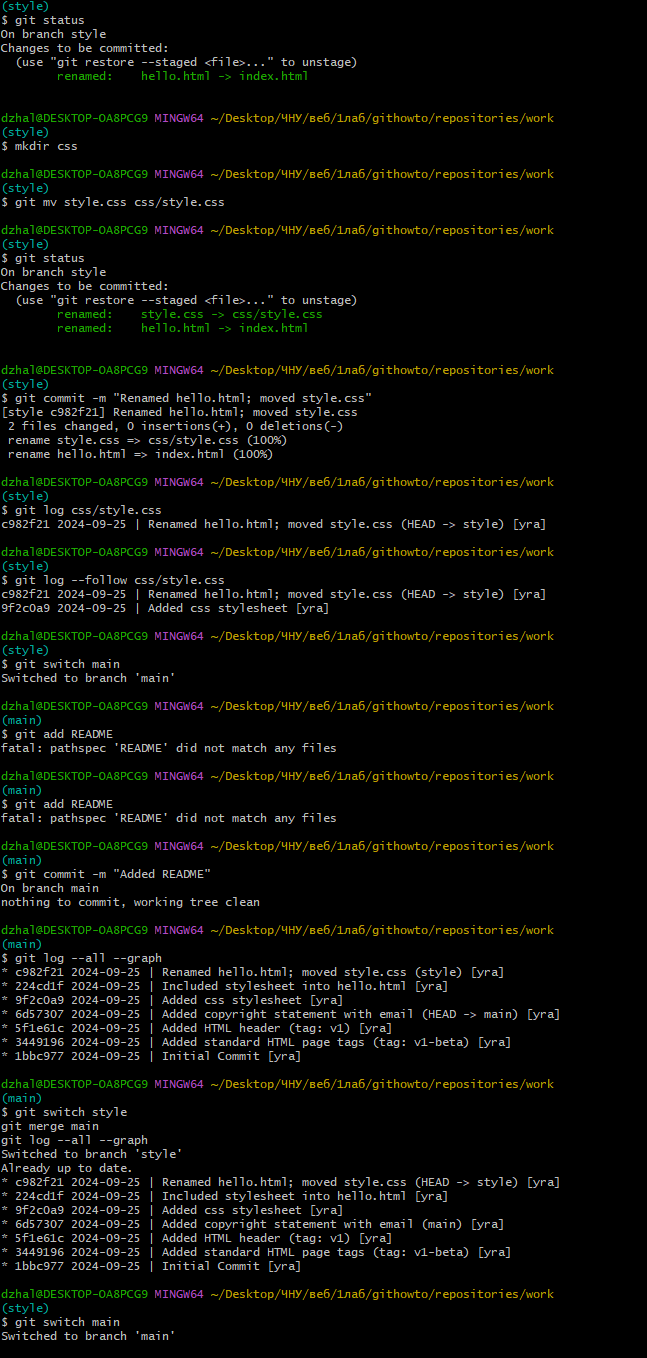 (style)
$ git status
On branch style
Changes to be committed:
  (use "git restore --staged <file>..." to unstage)
        renamed:    hello.html -> index.html

dzhal@DESKTOP-OA8PCG9 MINGW64 ~/Desktop/ЧНУ/веб/1лаб/githowto/repositories/work
(style)
$ mkdir css

dzhal@DESKTOP-OA8PCG9 MINGW64 ~/Desktop/ЧНУ/веб/1лаб/githowto/repositories/work
(style)
$ git mv style.css css/style.css

dzhal@DESKTOP-OA8PCG9 MINGW64 ~/Desktop/ЧНУ/веб/1лаб/githowto/repositories/work
(style)
$ git status
On branch style
Changes to be committed:
  (use "git restore --staged <file>..." to unstage)
        renamed:    style.css -> css/style.css
        renamed:    hello.html -> index.html

dzhal@DESKTOP-OA8PCG9 MINGW64 ~/Desktop/ЧНУ/веб/1лаб/githowto/repositories/work
(style)
$ git commit -m "Renamed hello.html; moved style.css"
[style c982f21] Renamed hello.html; moved style.css
 2 files changed, 0 insertions(+), 0 deletions(-)
 rename style.css => css/style.css (100%)
 rename hello.html => index.html (100%)

dzhal@DESKTOP-OA8PCG9 MINGW64 ~/Desktop/ЧНУ/веб/1лаб/githowto/repositories/work
(style)
$ git log css/style.css
c982f21 2024-09-25 | Renamed hello.html; moved style.css (HEAD -> style) [yra]

dzhal@DESKTOP-OA8PCG9 MINGW64 ~/Desktop/ЧНУ/веб/1лаб/githowto/repositories/work
(style)
$ git log --follow css/style.css
c982f21 2024-09-25 | Renamed hello.html; moved style.css (HEAD -> style) [yra]
9f2c0a9 2024-09-25 | Added css stylesheet [yra]

dzhal@DESKTOP-OA8PCG9 MINGW64 ~/Desktop/ЧНУ/веб/1лаб/githowto/repositories/work
(style)
$ git switch main
Switched to branch 'main'

dzhal@DESKTOP-OA8PCG9 MINGW64 ~/Desktop/ЧНУ/веб/1лаб/githowto/repositories/work
(main)
$ git add README
fatal: pathspec 'README' did not match any files

dzhal@DESKTOP-OA8PCG9 MINGW64 ~/Desktop/ЧНУ/веб/1лаб/githowto/repositories/work
(main)
$ git add README
fatal: pathspec 'README' did not match any files

dzhal@DESKTOP-OA8PCG9 MINGW64 ~/Desktop/ЧНУ/веб/1лаб/githowto/repositories/work
(main)
$ git commit -m "Added README"
On branch main
nothing to commit, working tree clean

dzhal@DESKTOP-OA8PCG9 MINGW64 ~/Desktop/ЧНУ/веб/1лаб/githowto/repositories/work
(main)
$ git log --all --graph
* c982f21 2024-09-25 | Renamed hello.html; moved style.css (style) [yra]
* 224cd1f 2024-09-25 | Included stylesheet into hello.html [yra]
* 9f2c0a9 2024-09-25 | Added css stylesheet [yra]
* 6d57307 2024-09-25 | Added copyright statement with email (HEAD -> main) [yra]
* 5f1e61c 2024-09-25 | Added HTML header (tag: v1) [yra]
* 3449196 2024-09-25 | Added standard HTML page tags (tag: v1-beta) [yra]
* 1bbc977 2024-09-25 | Initial Commit [yra]

dzhal@DESKTOP-OA8PCG9 MINGW64 ~/Desktop/ЧНУ/веб/1лаб/githowto/repositories/work
(main)
$ git switch style
git merge main
git log --all --graph
Switched to branch 'style'
Already up to date.
* c982f21 2024-09-25 | Renamed hello.html; moved style.css (HEAD -> style) [yra]
* 224cd1f 2024-09-25 | Included stylesheet into hello.html [yra]
* 9f2c0a9 2024-09-25 | Added css stylesheet [yra]
* 6d57307 2024-09-25 | Added copyright statement with email (main) [yra]
* 5f1e61c 2024-09-25 | Added HTML header (tag: v1) [yra]
* 3449196 2024-09-25 | Added standard HTML page tags (tag: v1-beta) [yra]
* 1bbc977 2024-09-25 | Initial Commit [yra]

dzhal@DESKTOP-OA8PCG9 MINGW64 ~/Desktop/ЧНУ/веб/1лаб/githowto/repositories/work
(style)
$ git switch main
Switched to branch 'main'